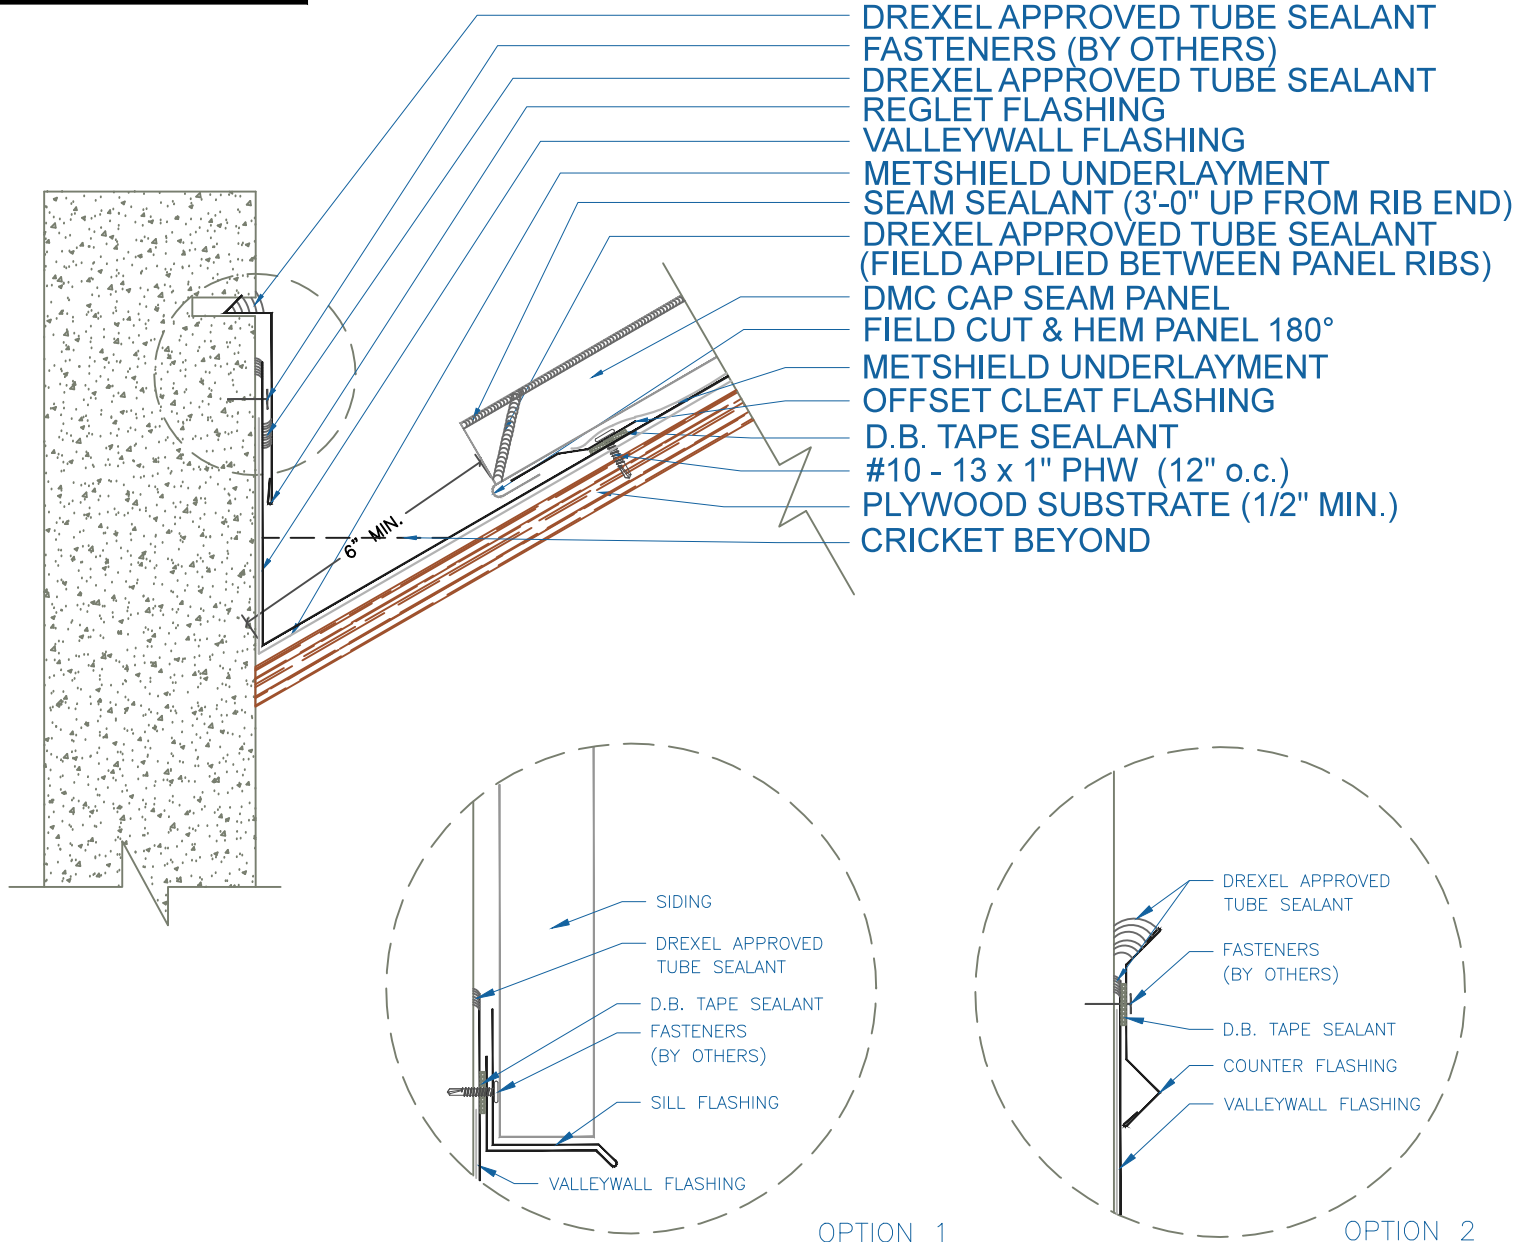 DREXEL APPROVED TUBE SEALANT
FASTENERS (BY OTHERS)
DREXEL APPROVED TUBE SEALANT
REGLET FLASHING
VALLEYWALL FLASHING
METSHIELD UNDERLAYMENT
SEAM SEALANT (3'-0" UP FROM RIB END)
DREXEL APPROVED TUBE SEALANT
(FIELD APPLIED BETWEEN PANEL RIBS)
DMC CAP SEAM PANEL
FIELD CUT & HEM PANEL 180°
METSHIELD UNDERLAYMENT
OFFSET CLEAT FLASHING
D.B. TAPE SEALANT
#10 - 13 x 1" PHW (12" o.c.)
PLYWOOD SUBSTRATE (1/2" MIN.)
CRICKET BEYOND
6" MIN.
SIDING
DREXEL APPROVED
TUBE SEALANT
D.B. TAPE SEALANT
FASTENERS
(BY OTHERS)
SILL FLASHING
VALLEYWALL FLASHING
OPTION 1
DREXEL APPROVED
TUBE SEALANT
FASTENERS
(BY OTHERS)
D.B. TAPE SEALANT
COUNTER FLASHING
VALLEYWALL FLASHING
OPTION 2